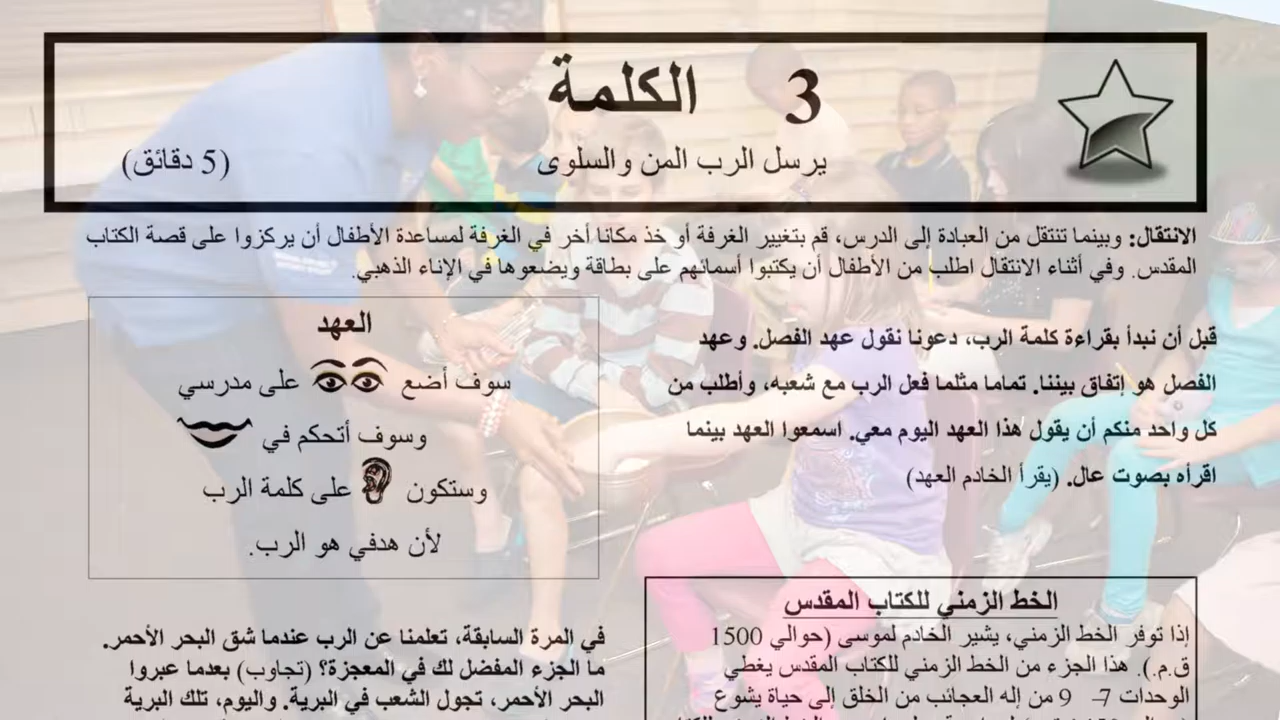 3 الكلمة
يرسل الرب المن والسلوى
(5 دقائق)
الانتقال: وبينما تنتقل من العبادة إلى الدرس، قم بتغيير الغرفة أو خذ مكانا أخر في الغرفة لمساعدة الأطفال أن يركزوا على قصة الكتاب
المقدس. وفي أثناء الانتقال اطلب من الأطفال أن يكتبوا أسمائهم على بطاقة ويضعوها في الإناء الذهبي.
قبل أن نبدأ بقراءة كلمة الرب، دعونا نقول عهد الفصل. وعهد
الفصل هو إتفاق بيننا. تماما مثلما فعل الرب مع شعبه، وأطلب من
كل واحد منكم أن يقول هذا العهد اليوم معي. اسمعوا العهد بينما
اقرأه بصوت عال. (يقرأ الخادم العهد)
العهد
سوف أضع على مدرسي
وسوف أتحكم في
وستكون على كلمة الرب
لأن هدفي هو الرب.
الخط الزمني للكتاب المقدس
إذا توفر الخط الزمني، يشير الخادم لموسى (حوالي 1500
ق.م.). هذا الجزء من الخط الزمني للكتاب المقدس يغطي
الوحدات 7- 9 من إله العجائب من الخلق إلى حياة يشوع
في المرة السابقة، تعلمنا عن الرب عندما شق البحر الأحمر.
ما الجزء المفضل لك في المعجزة؟ (تجاوب) بعدما عبروا
البحر الأحمر، تجول الشعب في البرية. واليوم، تلك البرية